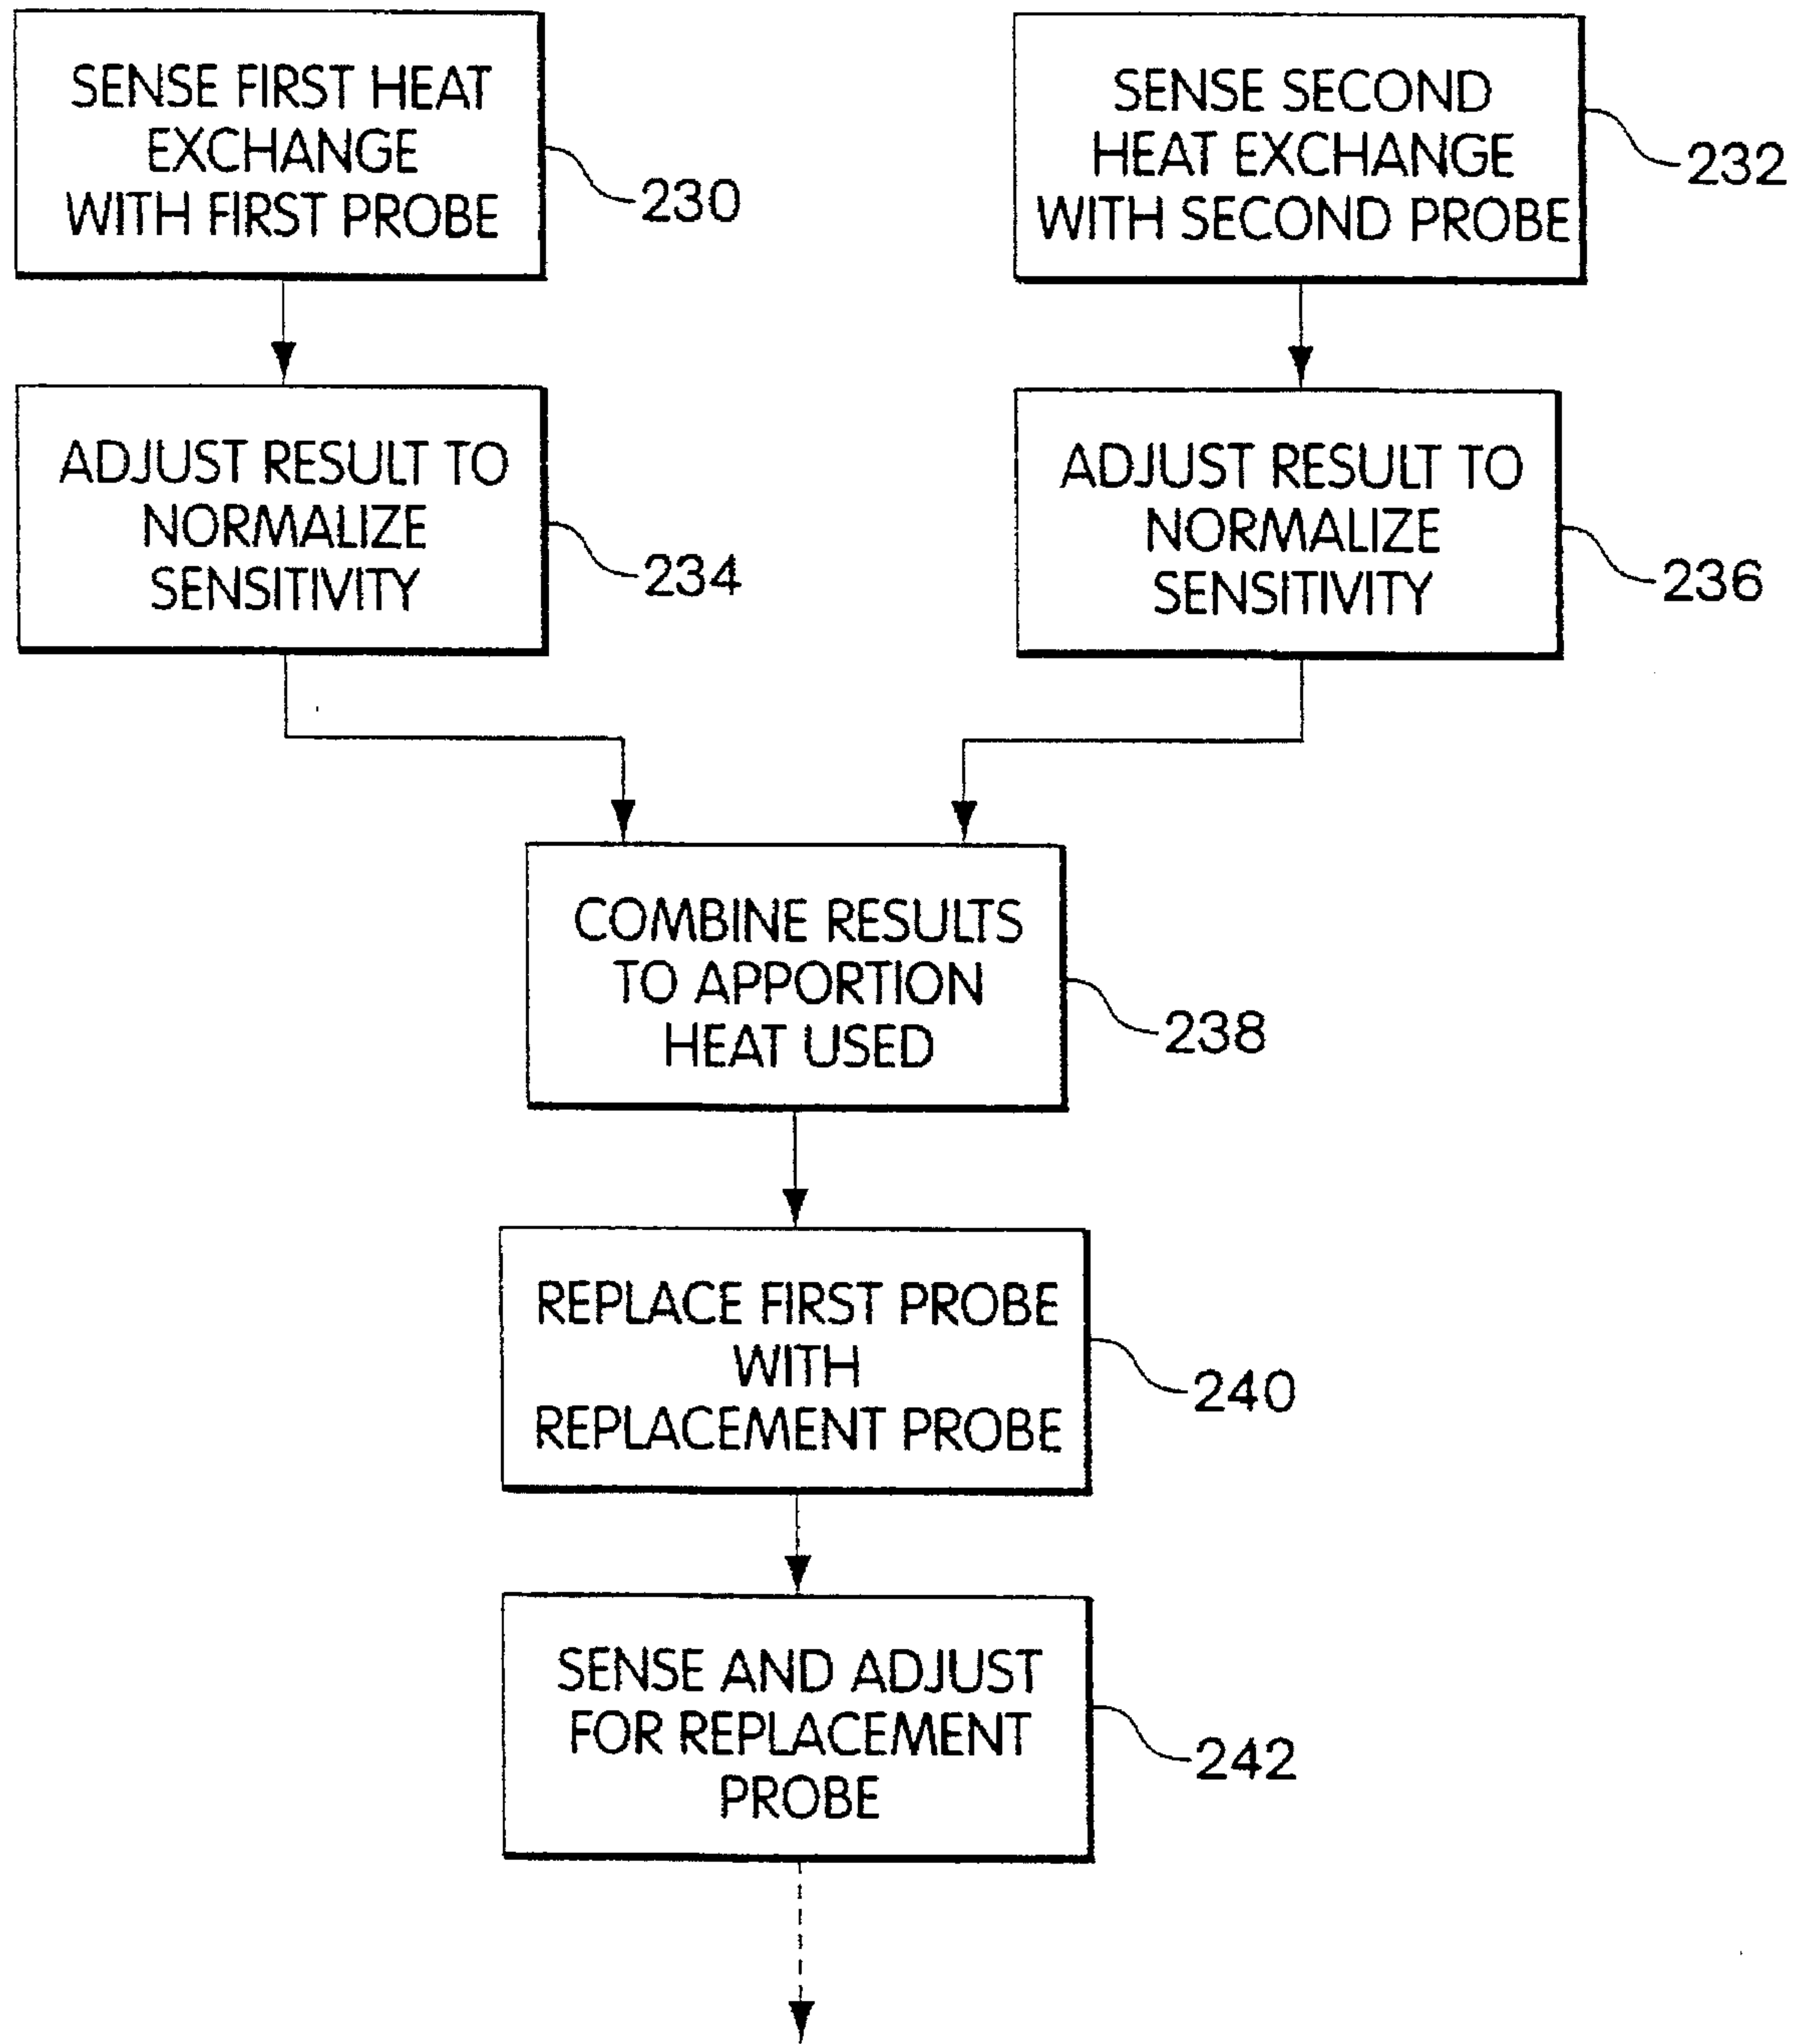 SENSE FIRST HEAT
EXCHANGE
WITH FIRST PROBE
230
SENSE SECOND
HEAT EXCHANGE
WITH SECOND PROBE
232
ADJUST RESULT TO
NORMALIZE
SENSITIVITY
234
ADJUST RESULT TO
NORMALIZE
SENSITIVITY
236
COMBINE RESULTS
TO APPORTION
HEAT USED
238
REPLACE FIRST PROBE
WITH
REPLACEMENT PROBE
240
SENSE AND ADJUST
FOR REPLACEMENT
PROBE
242